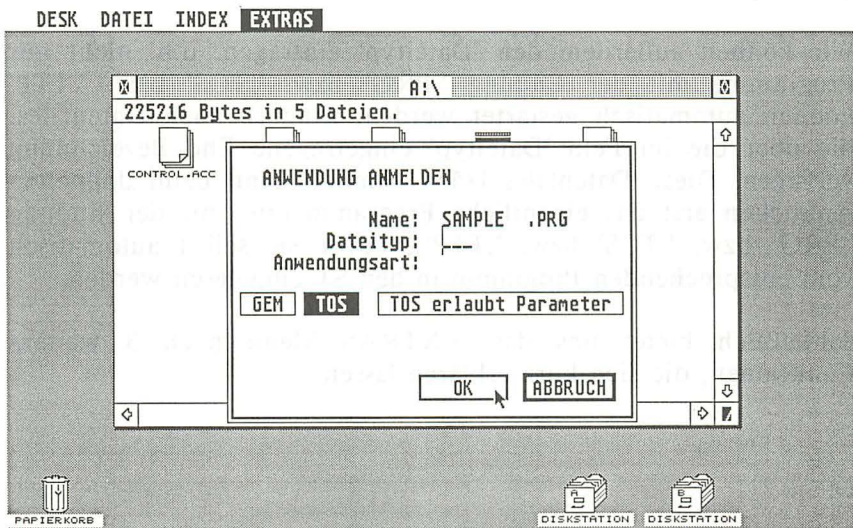 DESK DATEI INDEX EXTRAS
A:\
225216 Bytes in 5 Dateien.
CONTROL.ACC
ANWENDUNG ANMELDEN
Name: SAMPLE .PRG
Dateityp: ---
Anwendungsart:
GEM TOS TOS erlaubt Parameter
OK ABBRUCH
PAPIERKORB
DISKSTATION DISKSTATION
A B